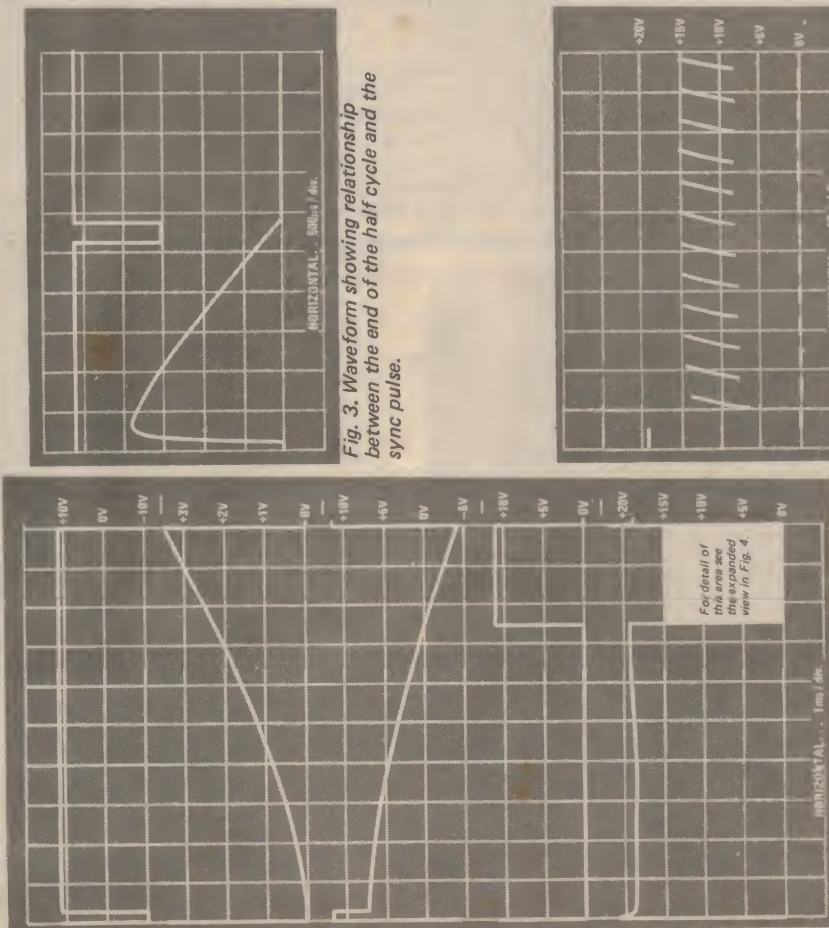 +10V
0V
-10V
+3V
+2V
+1V
+0V
+10V
+5V
0V
-5V
+10V
+5V
0V
+20V
+15V
+10V
+5V
0V
For detail of
this area see
the expanded
view in Fig. 4.
HORIZONTAL... 1ms/div.
HORIZONTAL.. 500μs/div.
Fig. 3. Waveform showing relationship
between the end of the half cycle and the
sync pulse.
+20V
+15V
+10V
+5V
0V